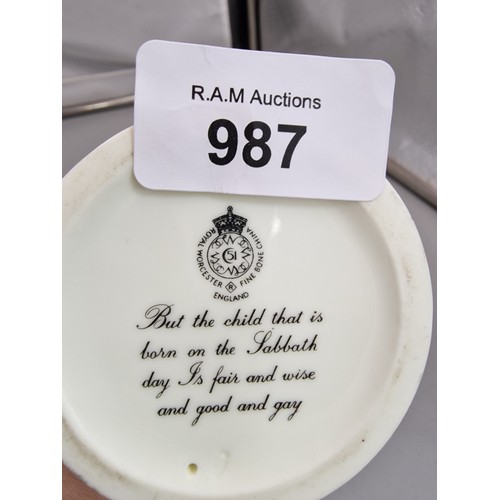 R.A.M Auctions
987
ROYAL WORCESTER FINE BONE CHINA
51
R
ENGLAND
But the child that is
born on the Sabbath
day Is fair and wise
and good and gay